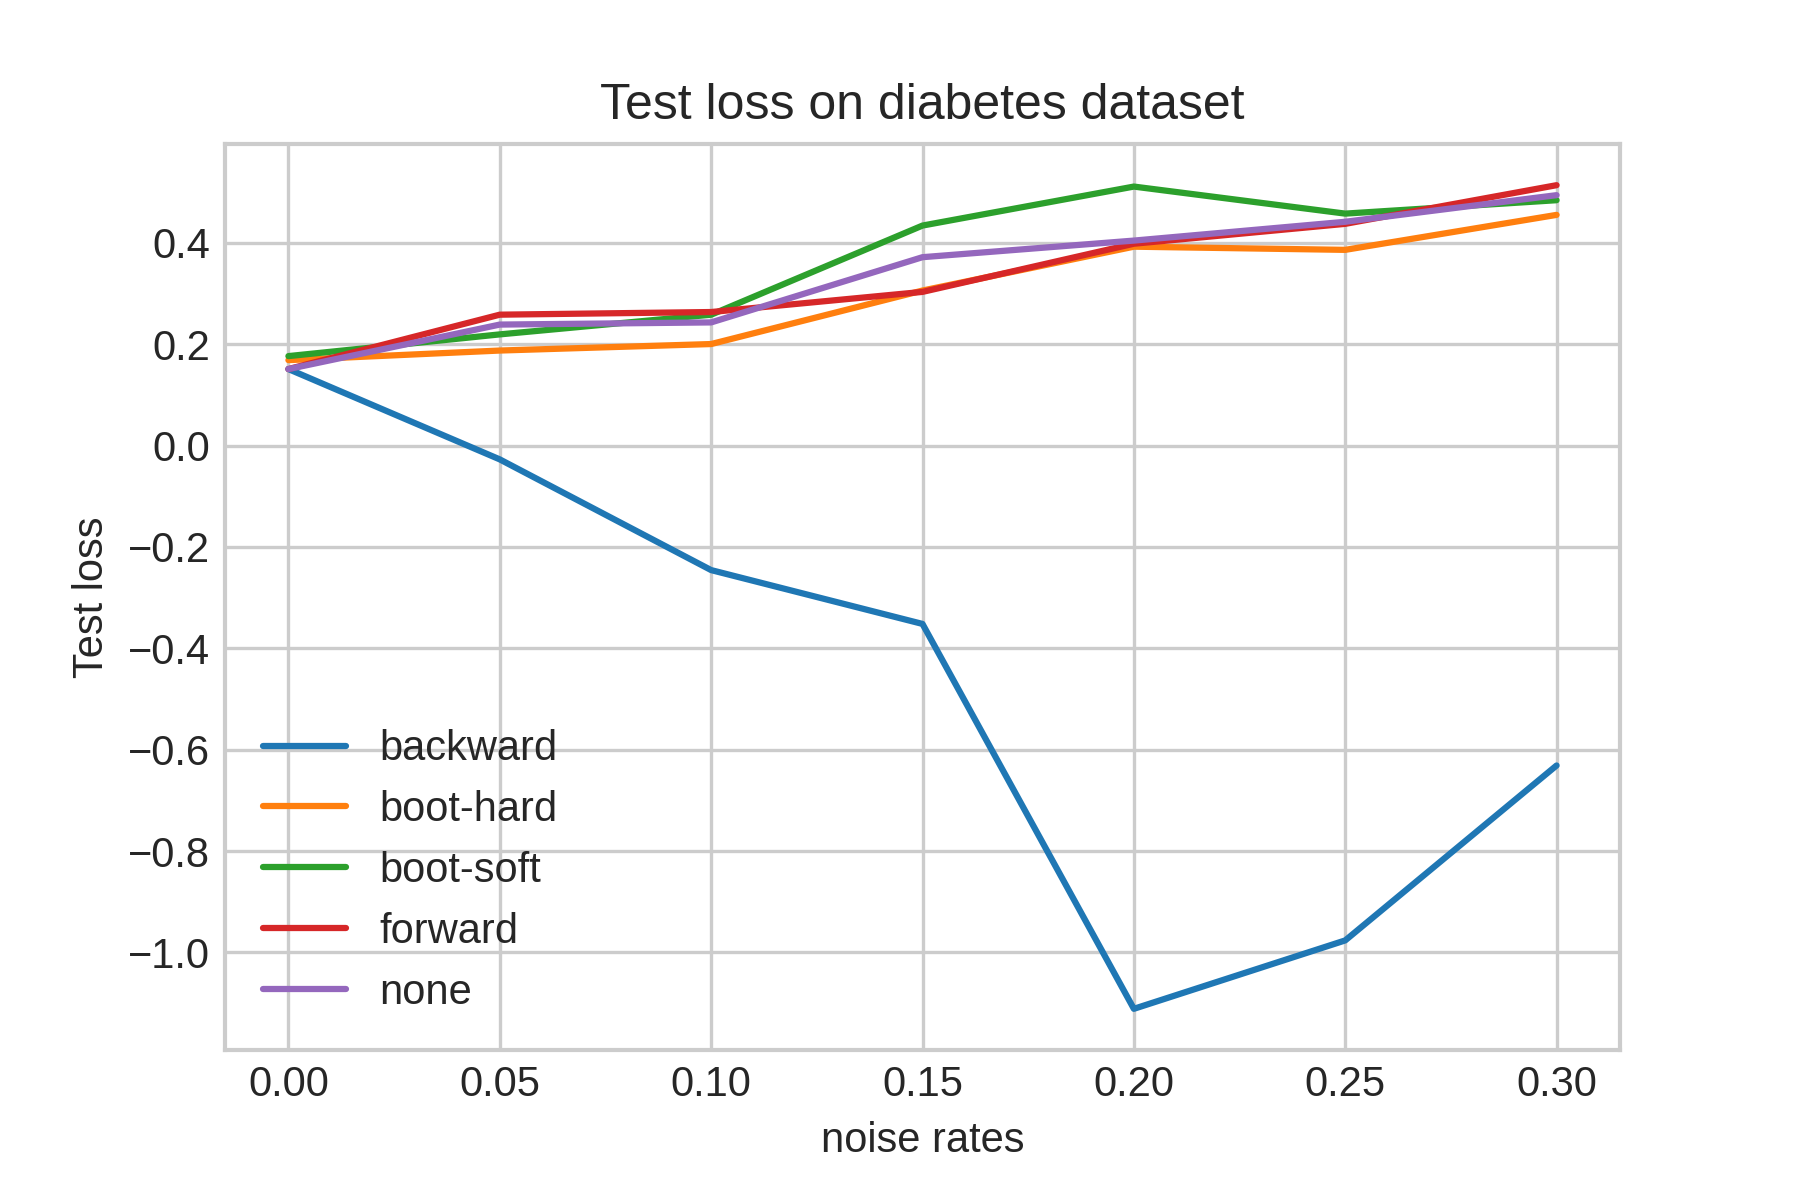 Test loss on diabetes dataset
0.4
0.2
0.0
−0.2
−0.4
−0.6
−0.8
−1.0
Test loss
backward
boot-hard
boot-soft
forward
none
0.00 0.05 0.10 0.15 0.20 0.25 0.30
noise rates